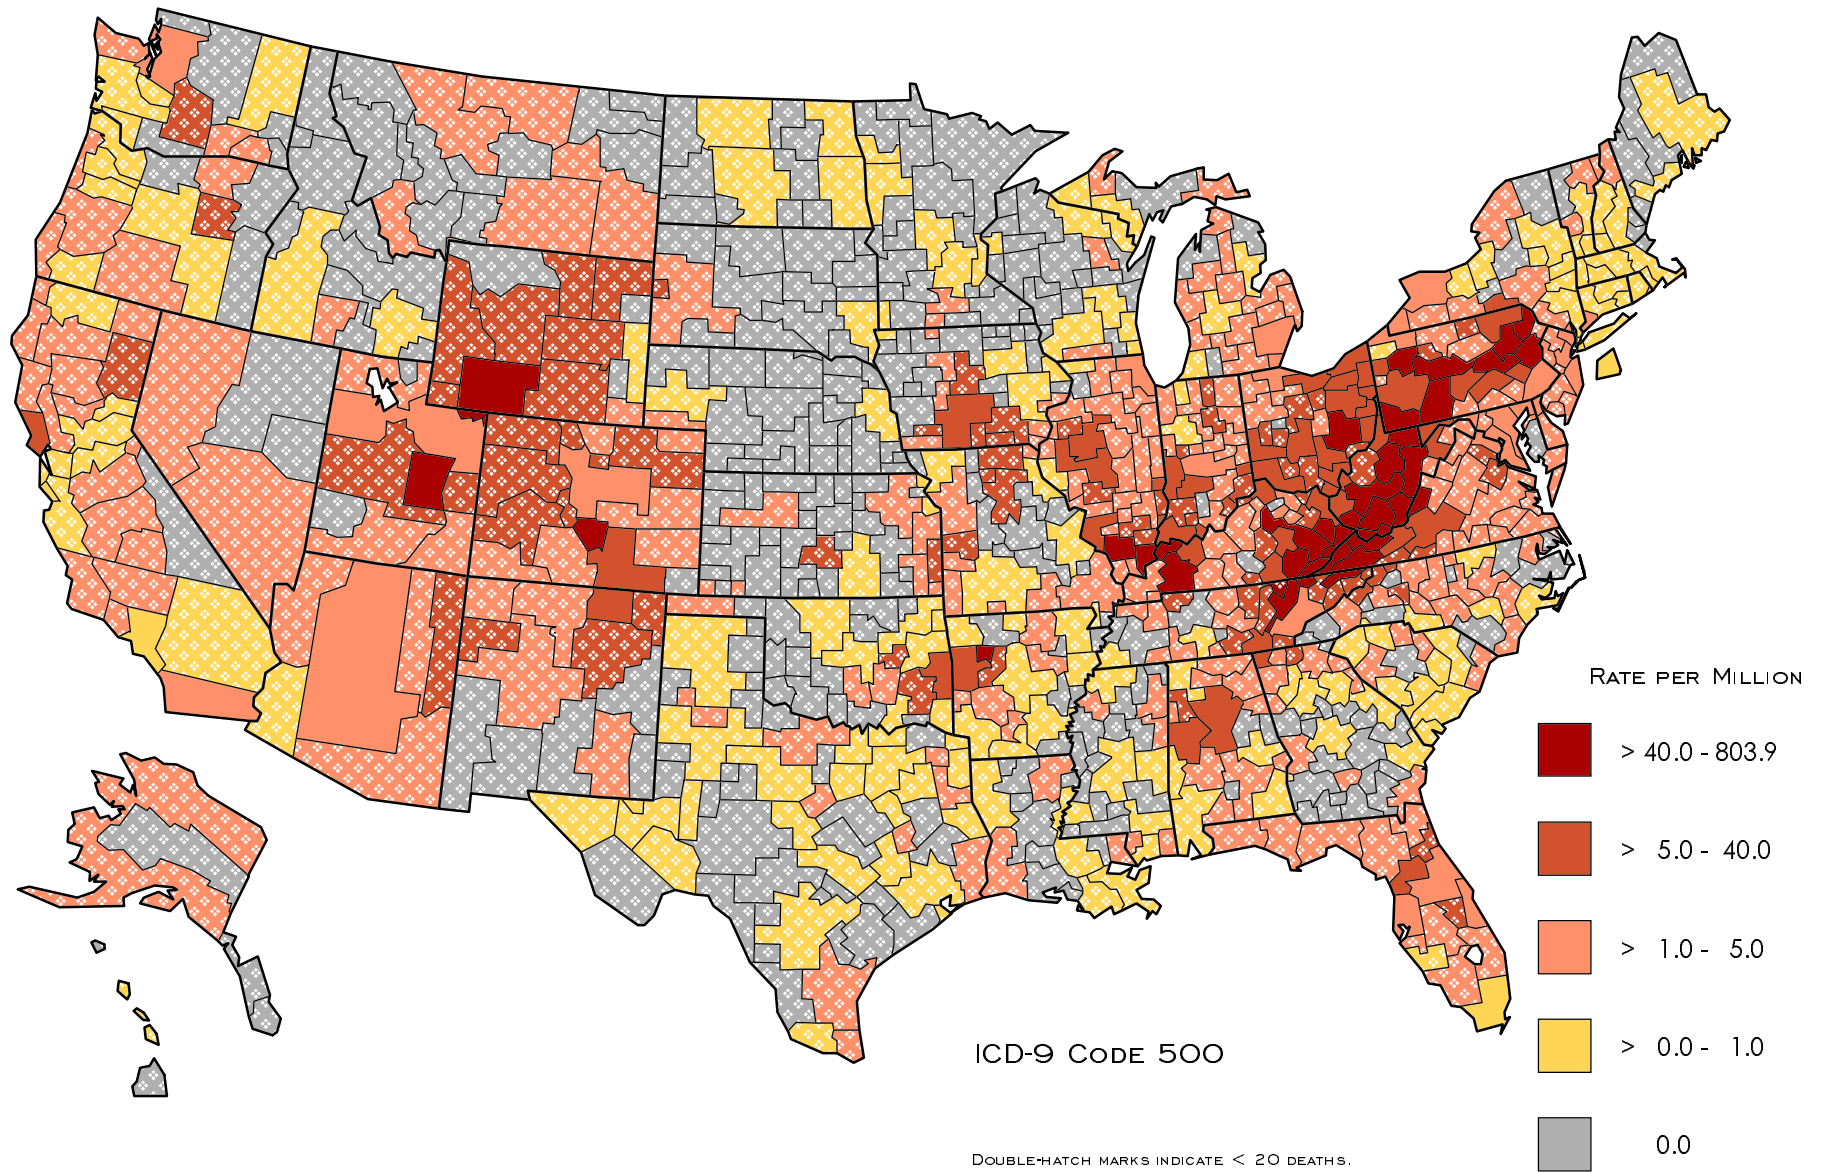 RATE PER MILLION
> 40.0 - 803.9
> 5.0 - 40.0
> 1.0 - 5.0
> 0.0 - 1.0
0.0
ICD-9 CODE 500
DOUBLE-HATCH MARKS INDICATE < 20 DEATHS.